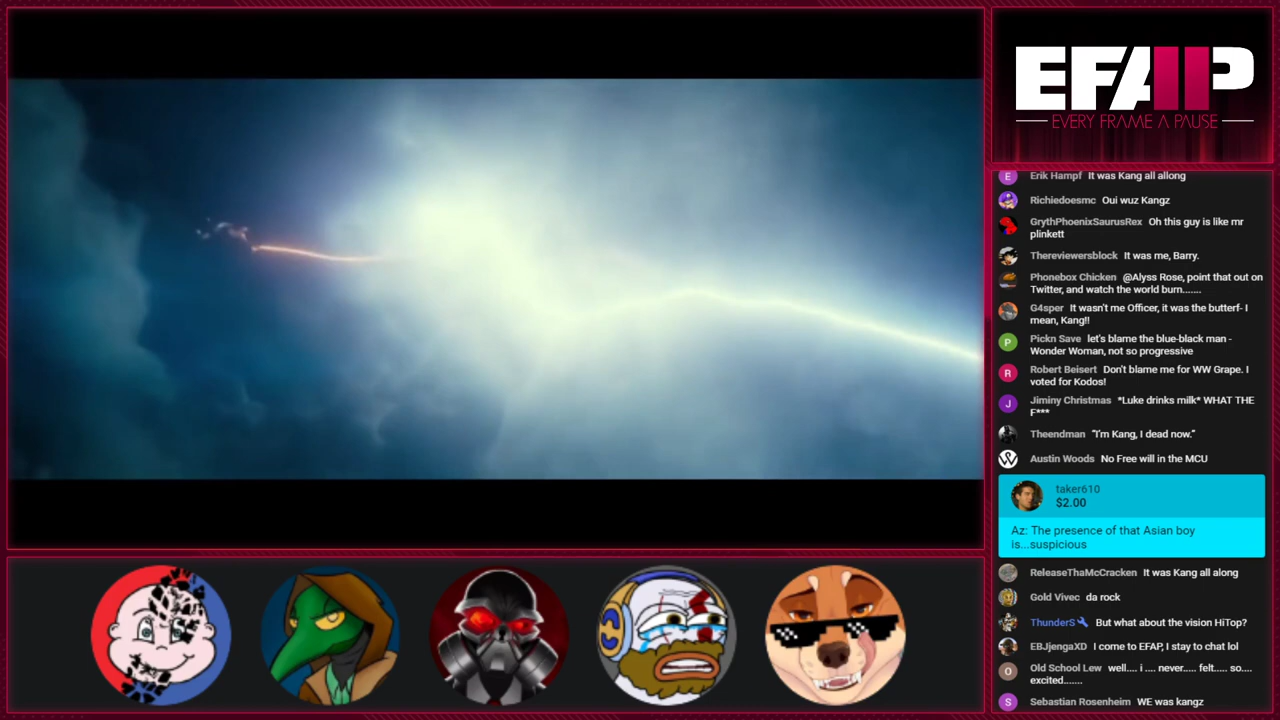 EFAP
EVERY FRAME A PAUSE
E Erik Hampf It was Kang all allong
Richiedoesmc Oui wuz Kangz
GrythPhoenixSaurusRex Oh this guy is like mr
plinkett
Thereviewersblock It was me, Barry.
Phonebox Chicken @Alyss Rose, point that out on
Twitter, and watch the world burn.......
G4sper It wasn't me Officer, it was the butterf- I
mean, Kang!!
P Pickn Save let's blame the blue-black man -
Wonder Woman, not so progressive
R Robert Beisert Don't blame me for WW Grape. I
voted for Kodos!
J Jiminy Christmas *Luke drinks milk* WHAT THE
F***
Theendman “I'm Kang, I dead now.”
Austin Woods No Free will in the MCU
taker610
$2.00
Az: The presence of that Asian boy
is...suspicious
ReleaseThaMcCracken It was Kang all along
Gold Vivec da rock
ThunderS But what about the vision HiTop?
EBJjengaXD I come to EFAP, I stay to chat lol
O Old School Lew well.... i .... never..... felt..... so....
excited.......
S Sebastian Rosenheim WE was kangz